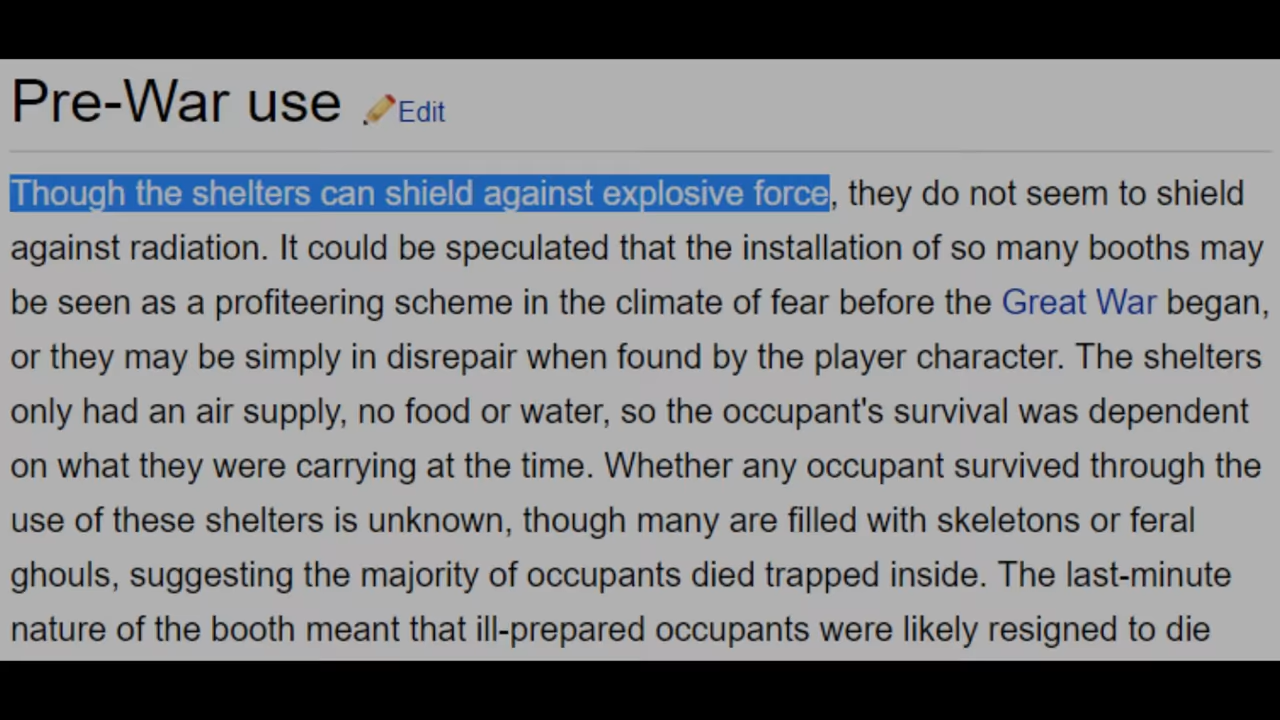 Pre-War use Edit
Though the shelters can shield against explosive force, they do not seem to shield
against radiation. It could be speculated that the installation of so many booths may
be seen as a profiteering scheme in the climate of fear before the Great War began,
or they may be simply in disrepair when found by the player character. The shelters
only had an air supply, no food or water, so the occupant's survival was dependent
on what they were carrying at the time. Whether any occupant survived through the
use of these shelters is unknown, though many are filled with skeletons or feral
ghouls, suggesting the majority of occupants died trapped inside. The last-minute
nature of the booth meant that ill-prepared occupants were likely resigned to die